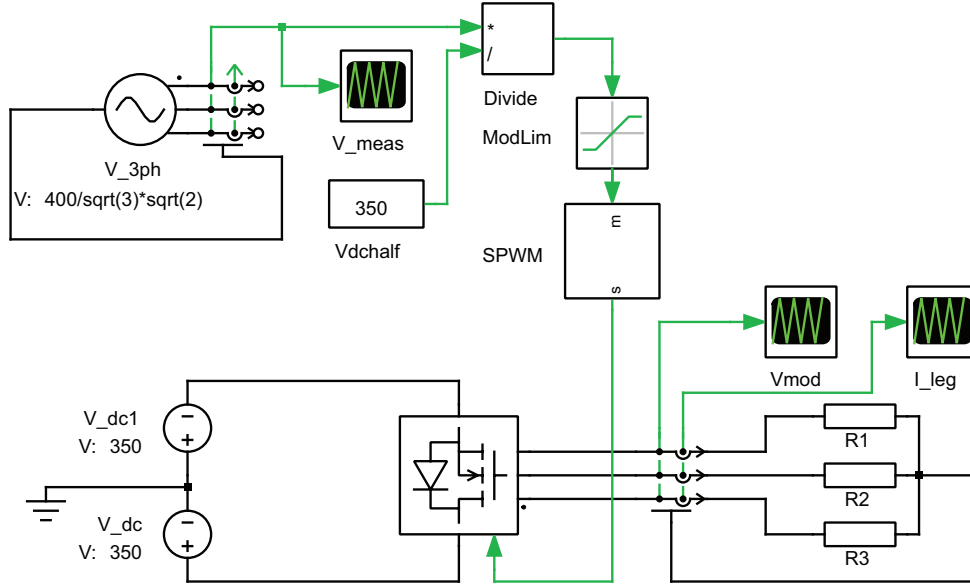 *
/
Divide
V_meas
ModLim
V_3ph
V: 400/sqrt(3)*sqrt(2)
350
Vdchalf
m
SPWM
s
Vmod
I_leg
V_dc1
V: 350
−
+
R1
R2
V_dc
V: 350
−
+
R3